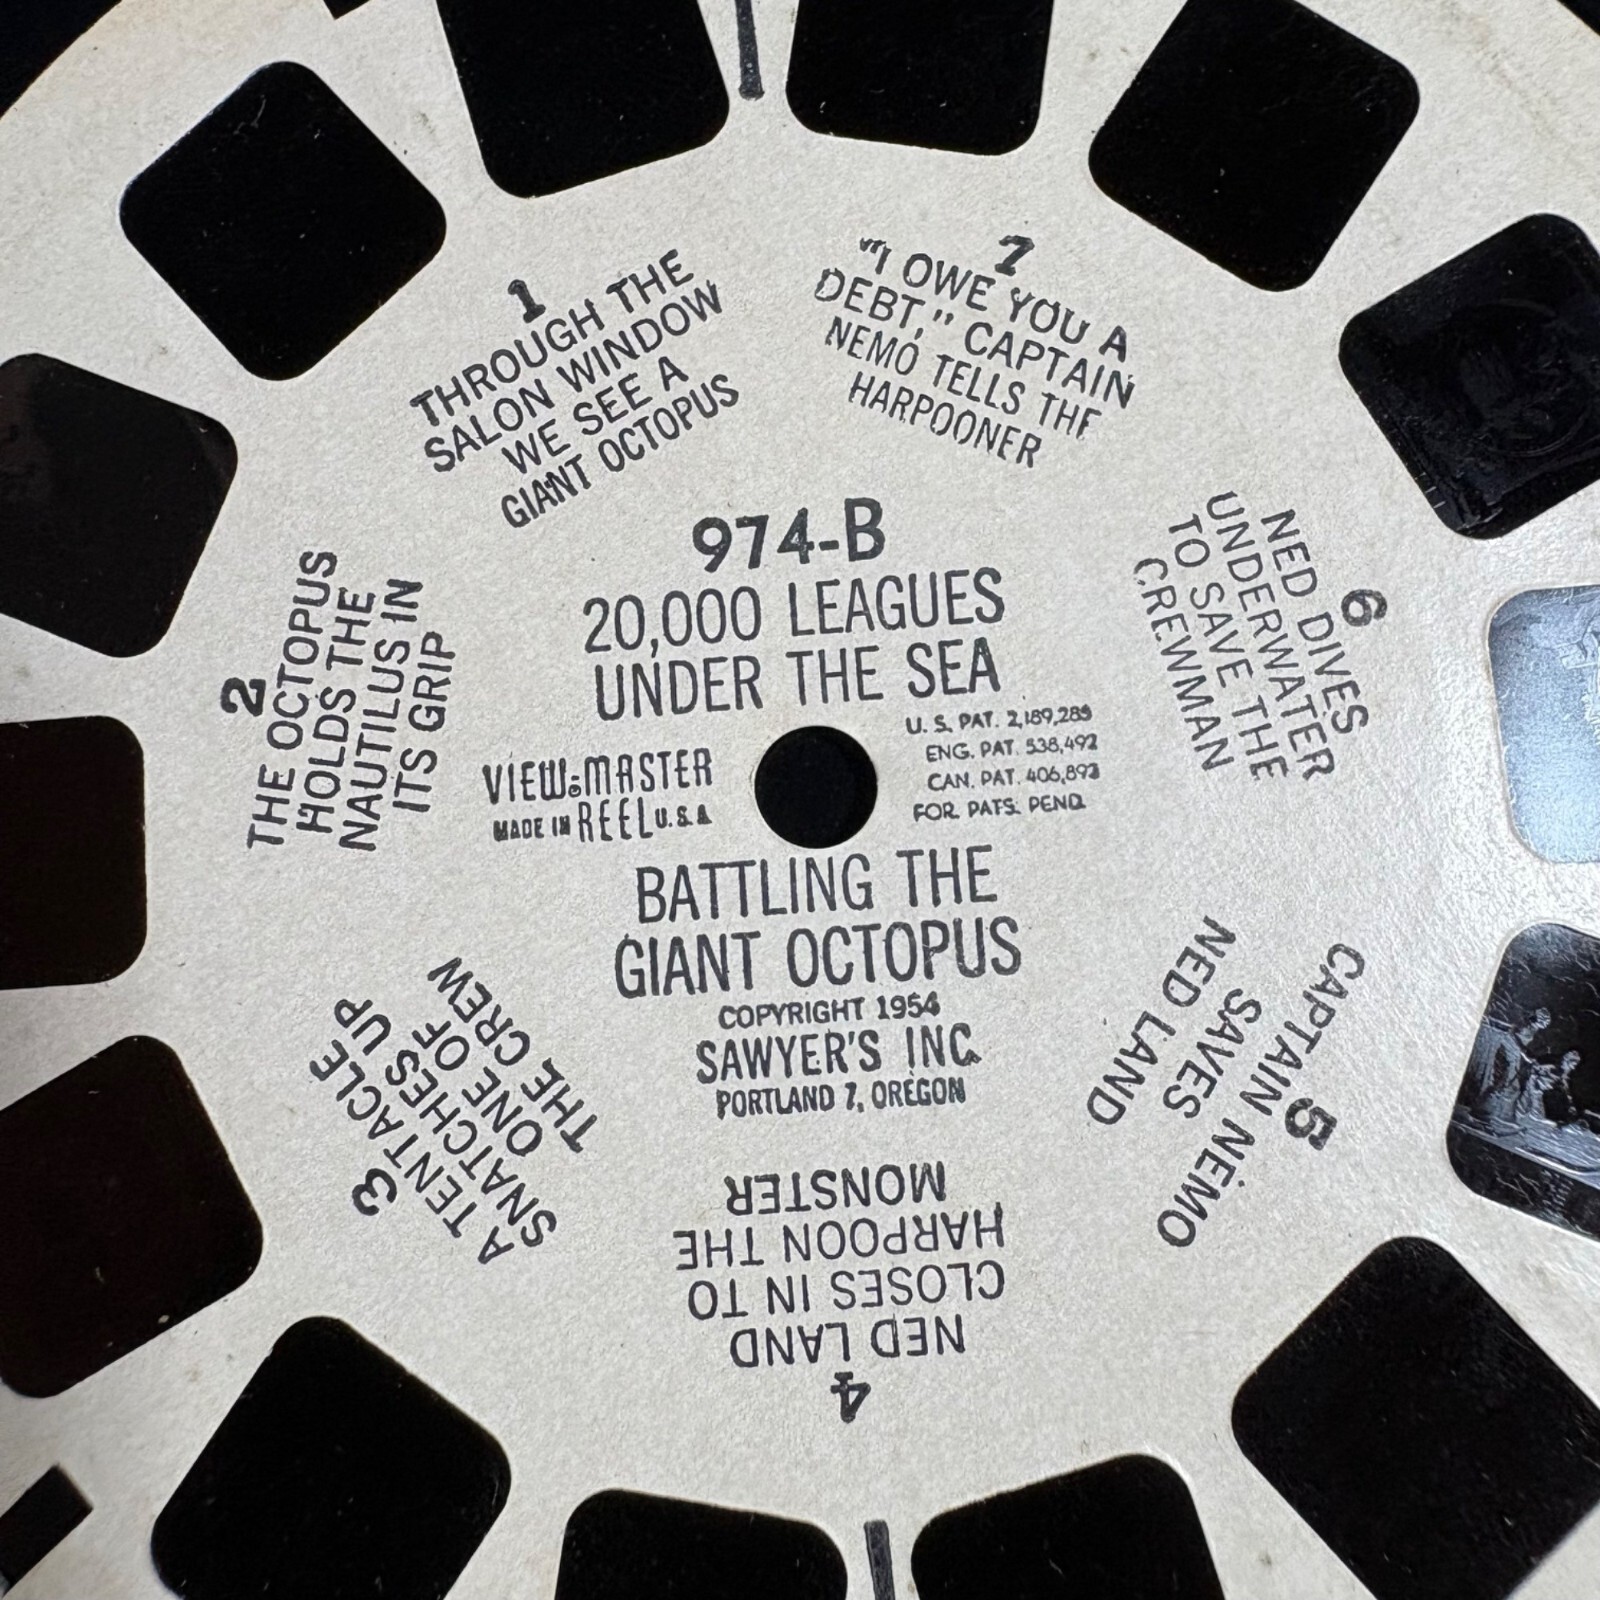 974-B
20,000 LEAGUES
UNDER THE SEA
VIEW-MASTER
MADE IN REEL U.S.A
U.S. PAT. 2,189,285
ENG. PAT. 538,492
CAN. PAT. 406,893
FOR. PATS. PEND.
BATTLING THE
GIANT OCTOPUS
COPYRIGHT 1954
SAWYER'S INC.
PORTLAND 7, OREGON
1
THROUGH THE
SALON WINDOW
WE SEE A
GIANT OCTOPUS
2
THE OCTOPUS
HOLDS THE
NAUTILUS IN
ITS GRIP
3
A TENTACLE
SNATCHES UP
ONE OF
THE CREW
4
NED LAND
CLOSES IN TO
HARPOON THE
MONSTER
5
CAPTAIN NEMO
SAVES
NED LAND
6
NED DIVES
UNDERWATER
TO SAVE THE
CREWMAN
7
"I OWE YOU A
DEBT," CAPTAIN
NEMO TELLS THE
HARPOONER